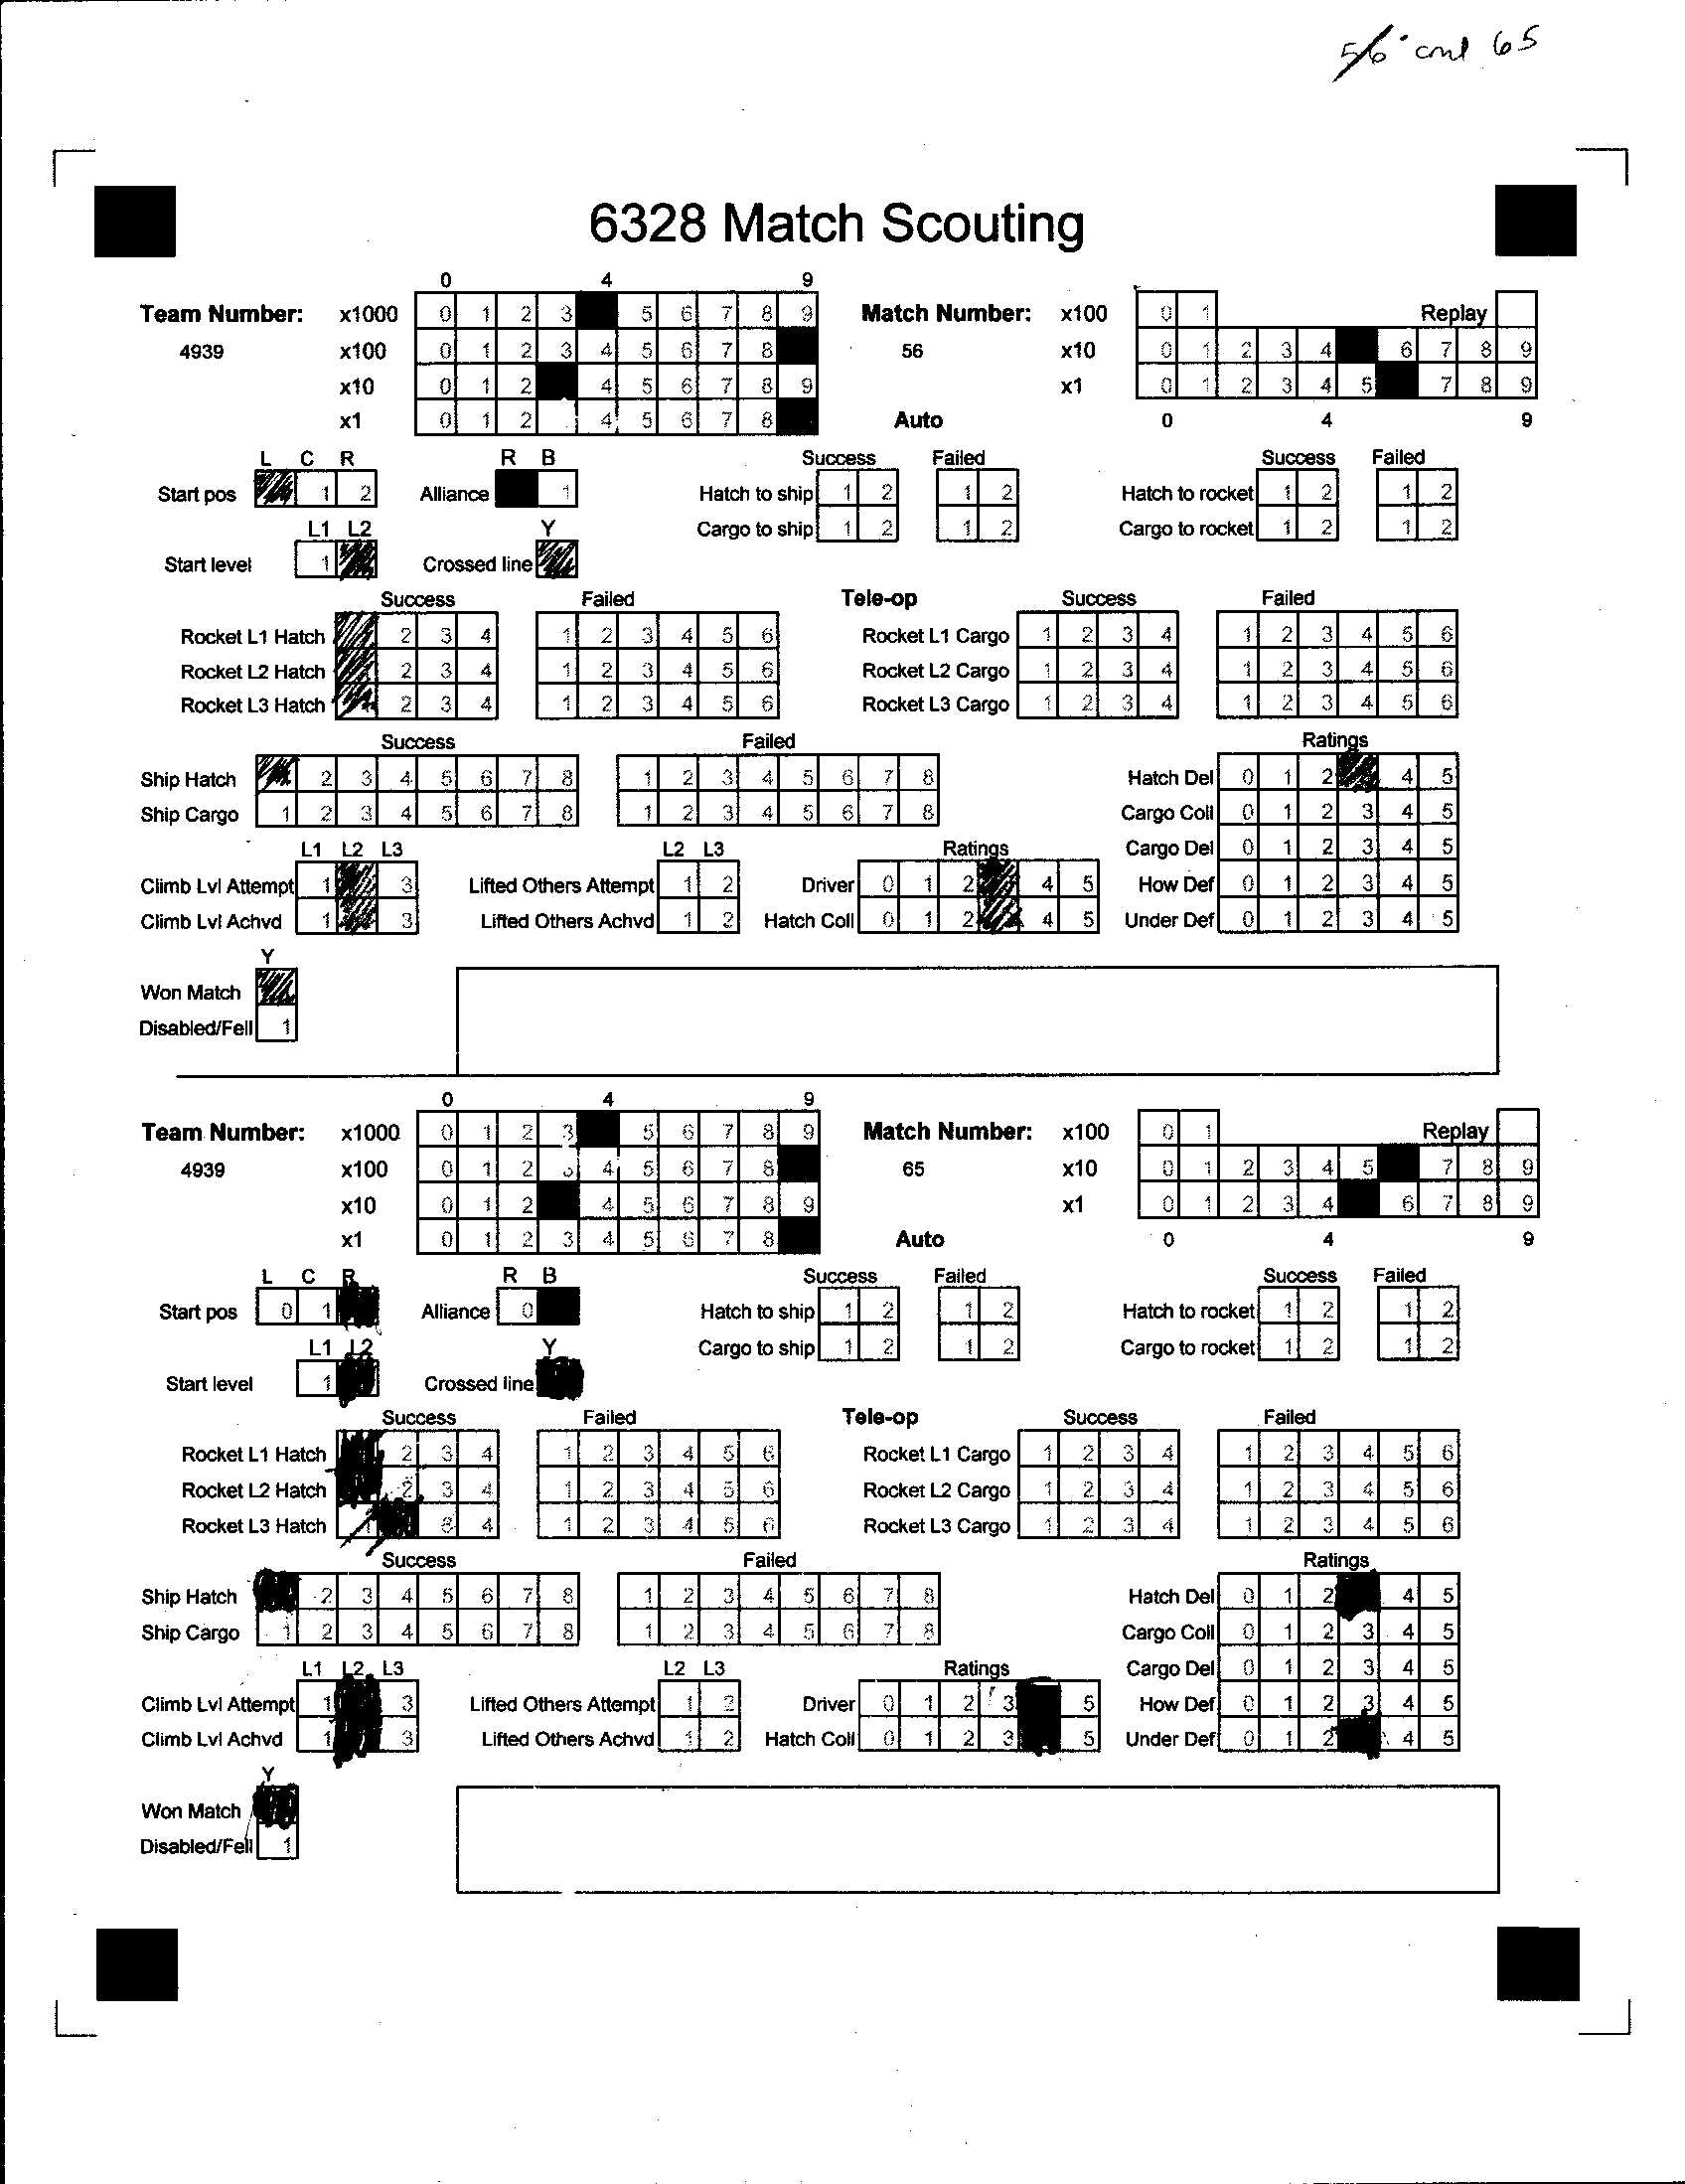 5/6 and 65
6328 Match Scouting
0 4 9
Team Number: x1000 0 1 2 3 5 6 7 8 9 Match Number: x100 0 1 Replay
4939 x100 0 1 2 3 4 5 6 7 8 56 x10 0 1 2 3 4 6 7 8 9
x10 0 1 2 4 5 6 7 8 9 x1 0 1 2 3 4 5 7 8 9
x1 0 1 2 4 5 6 7 8 Auto 0 4 9
L C R R B Success Failed Success Failed
Start pos 1 2 Alliance 1 Hatch to ship 1 2 1 2 Hatch to rocket 1 2 1 2
L1 L2 Y Cargo to ship 1 2 1 2 Cargo to rocket 1 2 1 2
Start level 1 Crossed line
Success Failed Tele-op Success Failed
Rocket L1 Hatch 2 3 4 1 2 3 4 5 6 Rocket L1 Cargo 1 2 3 4 1 2 3 4 5 6
Rocket L2 Hatch 2 3 4 1 2 3 4 5 6 Rocket L2 Cargo 1 2 3 4 1 2 3 4 5 6
Rocket L3 Hatch 2 3 4 1 2 3 4 5 6 Rocket L3 Cargo 1 2 3 4 1 2 3 4 5 6
Success Failed Ratings
Ship Hatch 2 3 4 5 6 7 8 1 2 3 4 5 6 7 8 Hatch Del 0 1 2 4 5
Ship Cargo 1 2 3 4 5 6 7 8 1 2 3 4 5 6 7 8 Cargo Coll 0 1 2 3 4 5
L1 L2 L3 L2 L3 Ratings Cargo Del 0 1 2 3 4 5
Climb Lvl Attempt 1 3 Lifted Others Attempt 1 2 Driver 0 1 2 4 5 How Def 0 1 2 3 4 5
Climb Lvl Achvd 1 3 Lifted Others Achvd 1 2 Hatch Coll 0 1 2 4 5 Under Def 0 1 2 3 4 5
Y
Won Match
Disabled/Fell 1
0 4 9
Team Number: x1000 0 1 2 3 5 6 7 8 9 Match Number: x100 0 1 Replay
4939 x100 0 1 2 3 4 5 6 7 8 65 x10 0 1 2 3 4 5 7 8 9
x10 0 1 2 4 5 6 7 8 9 x1 0 1 2 3 4 6 7 8 9
x1 0 1 2 3 4 5 6 7 8 Auto 0 4 9
L C R R B Success Failed Success Failed
Start pos 0 1 Alliance 0 Hatch to ship 1 2 1 2 Hatch to rocket 1 2 1 2
L1 L2 Y Cargo to ship 1 2 1 2 Cargo to rocket 1 2 1 2
Start level 1 Crossed line
Success Failed Tele-op Success Failed
Rocket L1 Hatch 2 3 4 1 2 3 4 5 6 Rocket L1 Cargo 1 2 3 4 1 2 3 4 5 6
Rocket L2 Hatch 2 3 4 1 2 3 4 5 6 Rocket L2 Cargo 1 2 3 4 1 2 3 4 5 6
Rocket L3 Hatch 1 3 4 1 2 3 4 5 6 Rocket L3 Cargo 1 2 3 4 1 2 3 4 5 6
Success Failed Ratings
Ship Hatch 2 3 4 5 6 7 8 1 2 3 4 5 6 7 8 Hatch Del 0 1 2 4 5
Ship Cargo 1 2 3 4 5 6 7 8 1 2 3 4 5 6 7 8 Cargo Coll 0 1 2 3 4 5
L1 L2 L3 L2 L3 Ratings Cargo Del 0 1 2 3 4 5
Climb Lvl Attempt 1 3 Lifted Others Attempt 1 2 Driver 0 1 2 3 5 How Def 0 1 2 3 4 5
Climb Lvl Achvd 1 3 Lifted Others Achvd 1 2 Hatch Coll 0 1 2 3 5 Under Def 0 1 2 4 5
Y
Won Match
Disabled/Fell 1